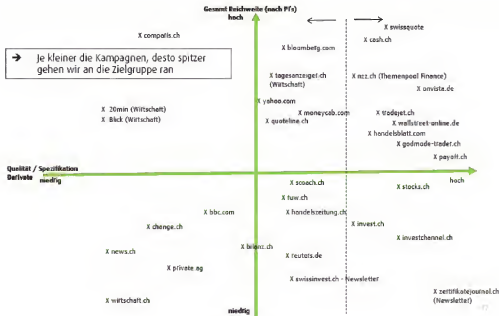 Gesamt Reichweite (nach PI's)
hoch
X swissquote
X comparis.ch
X cash.ch
X bloomberg.com
→ Je kleiner die Kampagnen, desto spitzer
gehen wir an die Zielgruppe ran
X tagesanzeiger.ch
(Wirtschaft)
X nzz.ch (Themenpool Finance)
X onvista.de
X yahoo.com
X 20min (Wirtschaft)
X Blick (Wirtschaft)
X moneycab.com
X tradejet.ch
X quoteline.ch
X wallstreet-online.de
X handelsblatt.com
X godmode-trader.ch
X payoff.ch
Qualität / Spezifikation
Derivate niedrig
hoch
X scoach.ch
X stocks.ch
X fuw.ch
X bbc.com
X handelszeitung.ch
X invest.ch
X change.ch
X investchannel.ch
X bilanz.ch
X news.ch
X reuters.de
X private.ag
X swissinvest.ch - Newsletter
X zertifikatejournal.ch
(Newsletter)
X wirtschaft.ch
niedrig